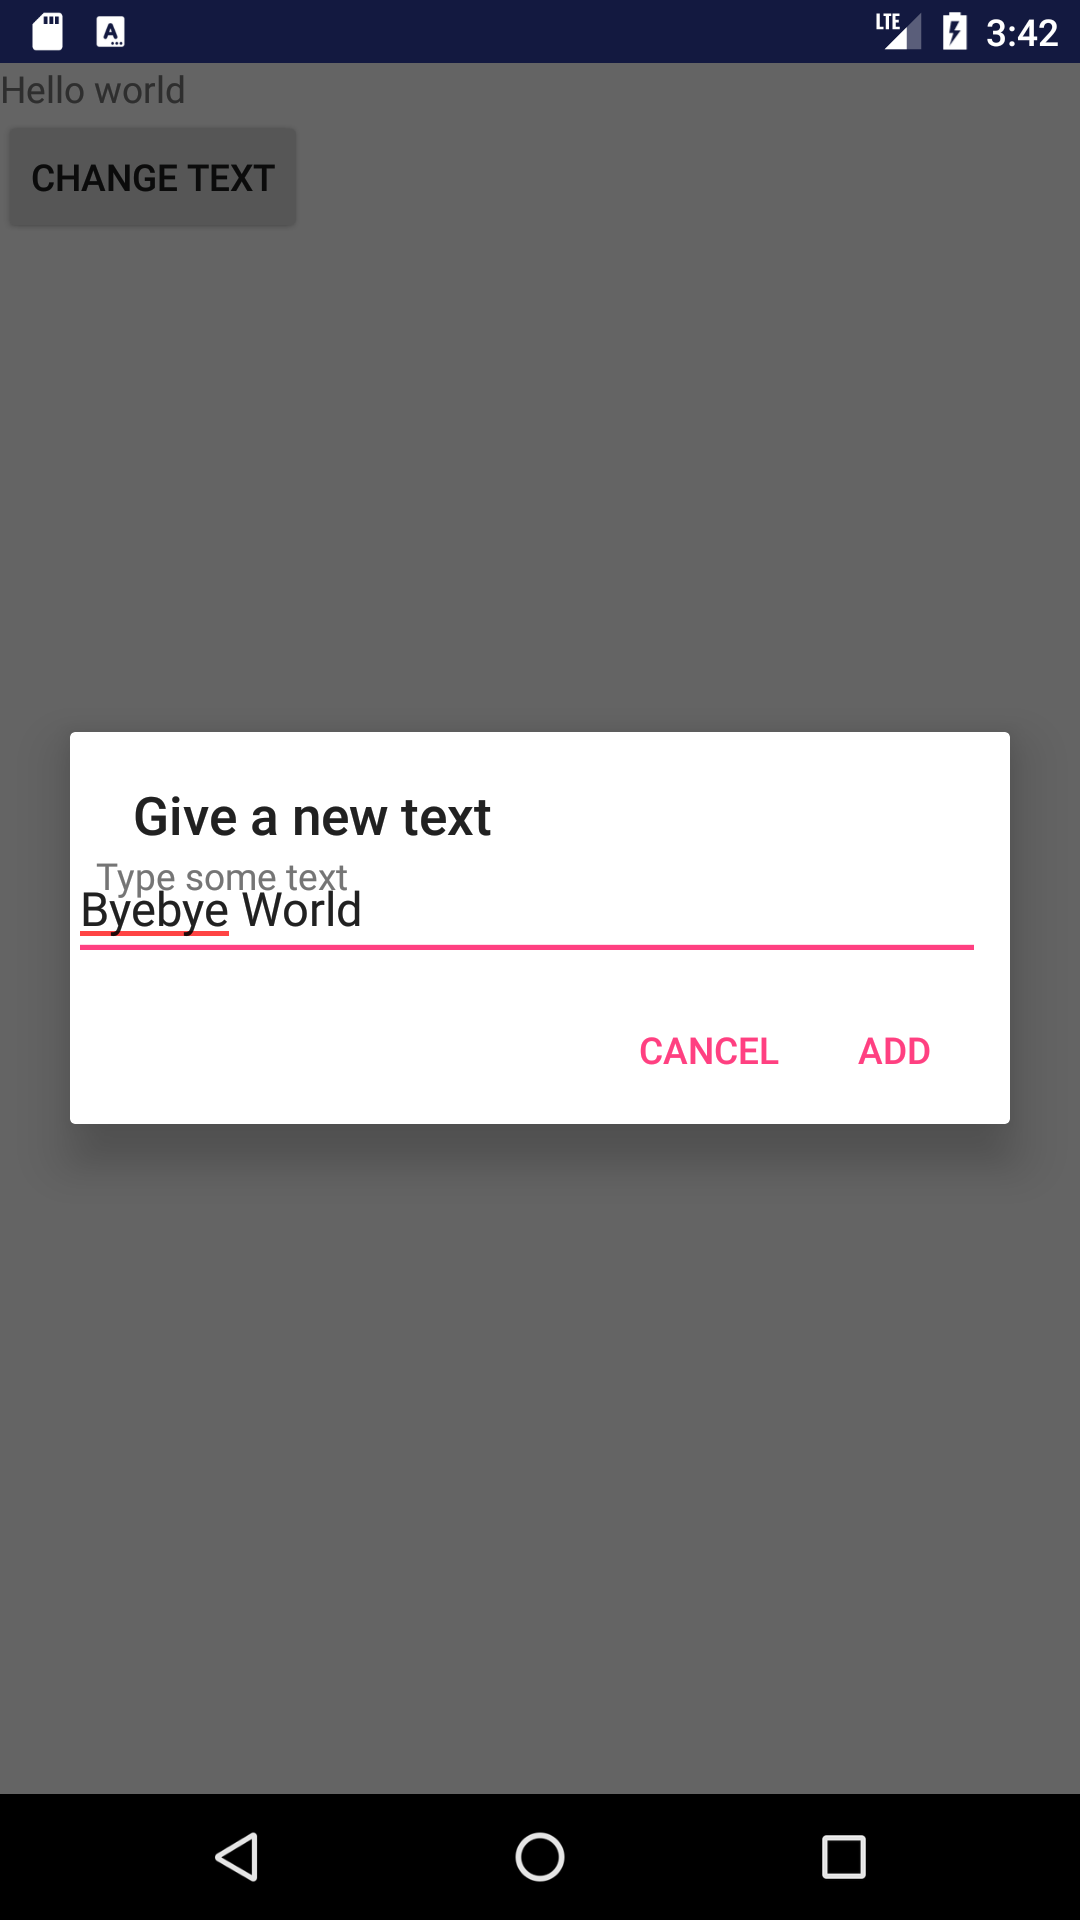 LTE 3:42
Hello world
CHANGE TEXT
Give a new text
Type some text
Byebye World
CANCEL ADD